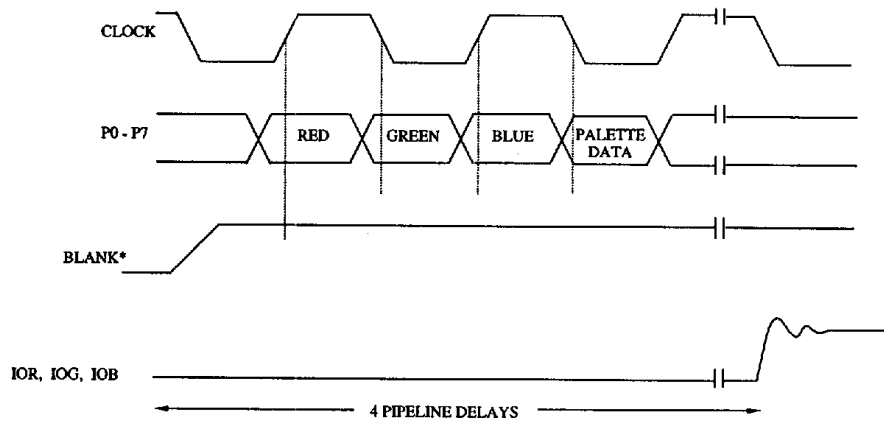 CLOCK
P0 - P7
RED
GREEN
BLUE
PALETTE
DATA
BLANK*
IOR, IOG, IOB
4 PIPELINE DELAYS